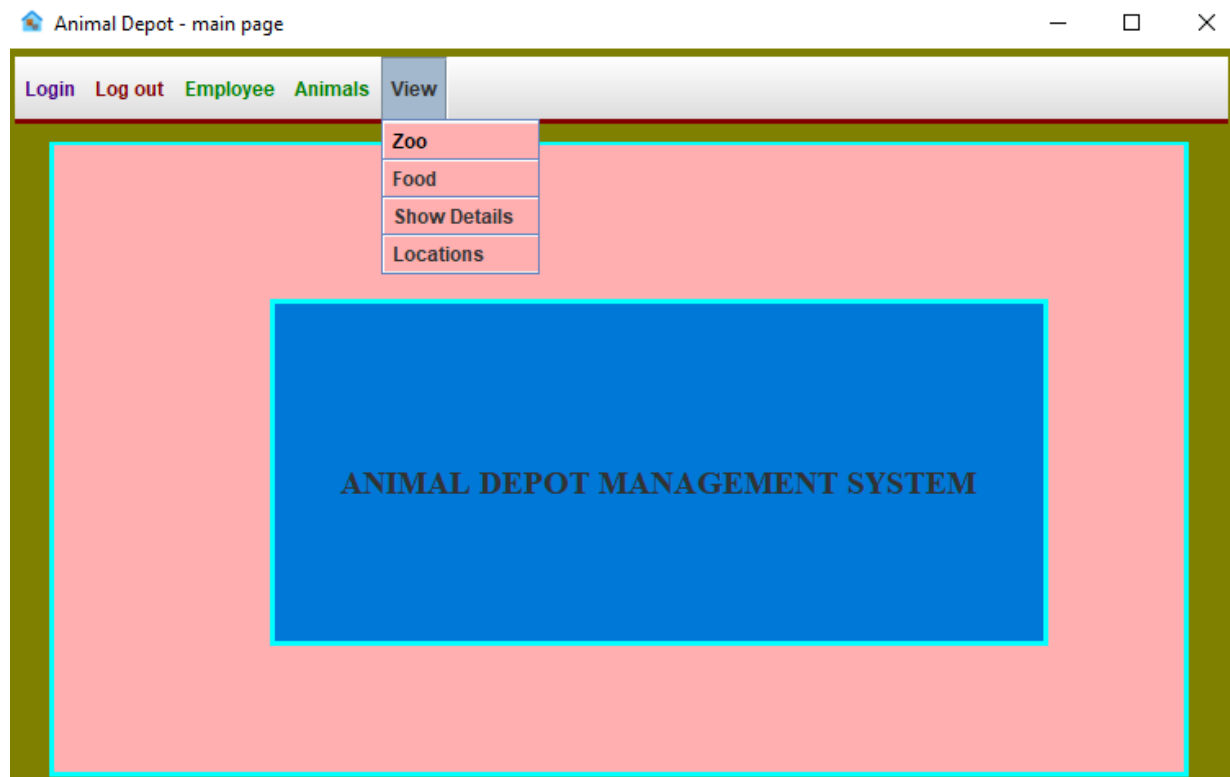 Animal Depot - main page
Login Log out Employee Animals View
Zoo
Food
Show Details
Locations
ANIMAL DEPOT MANAGEMENT SYSTEM